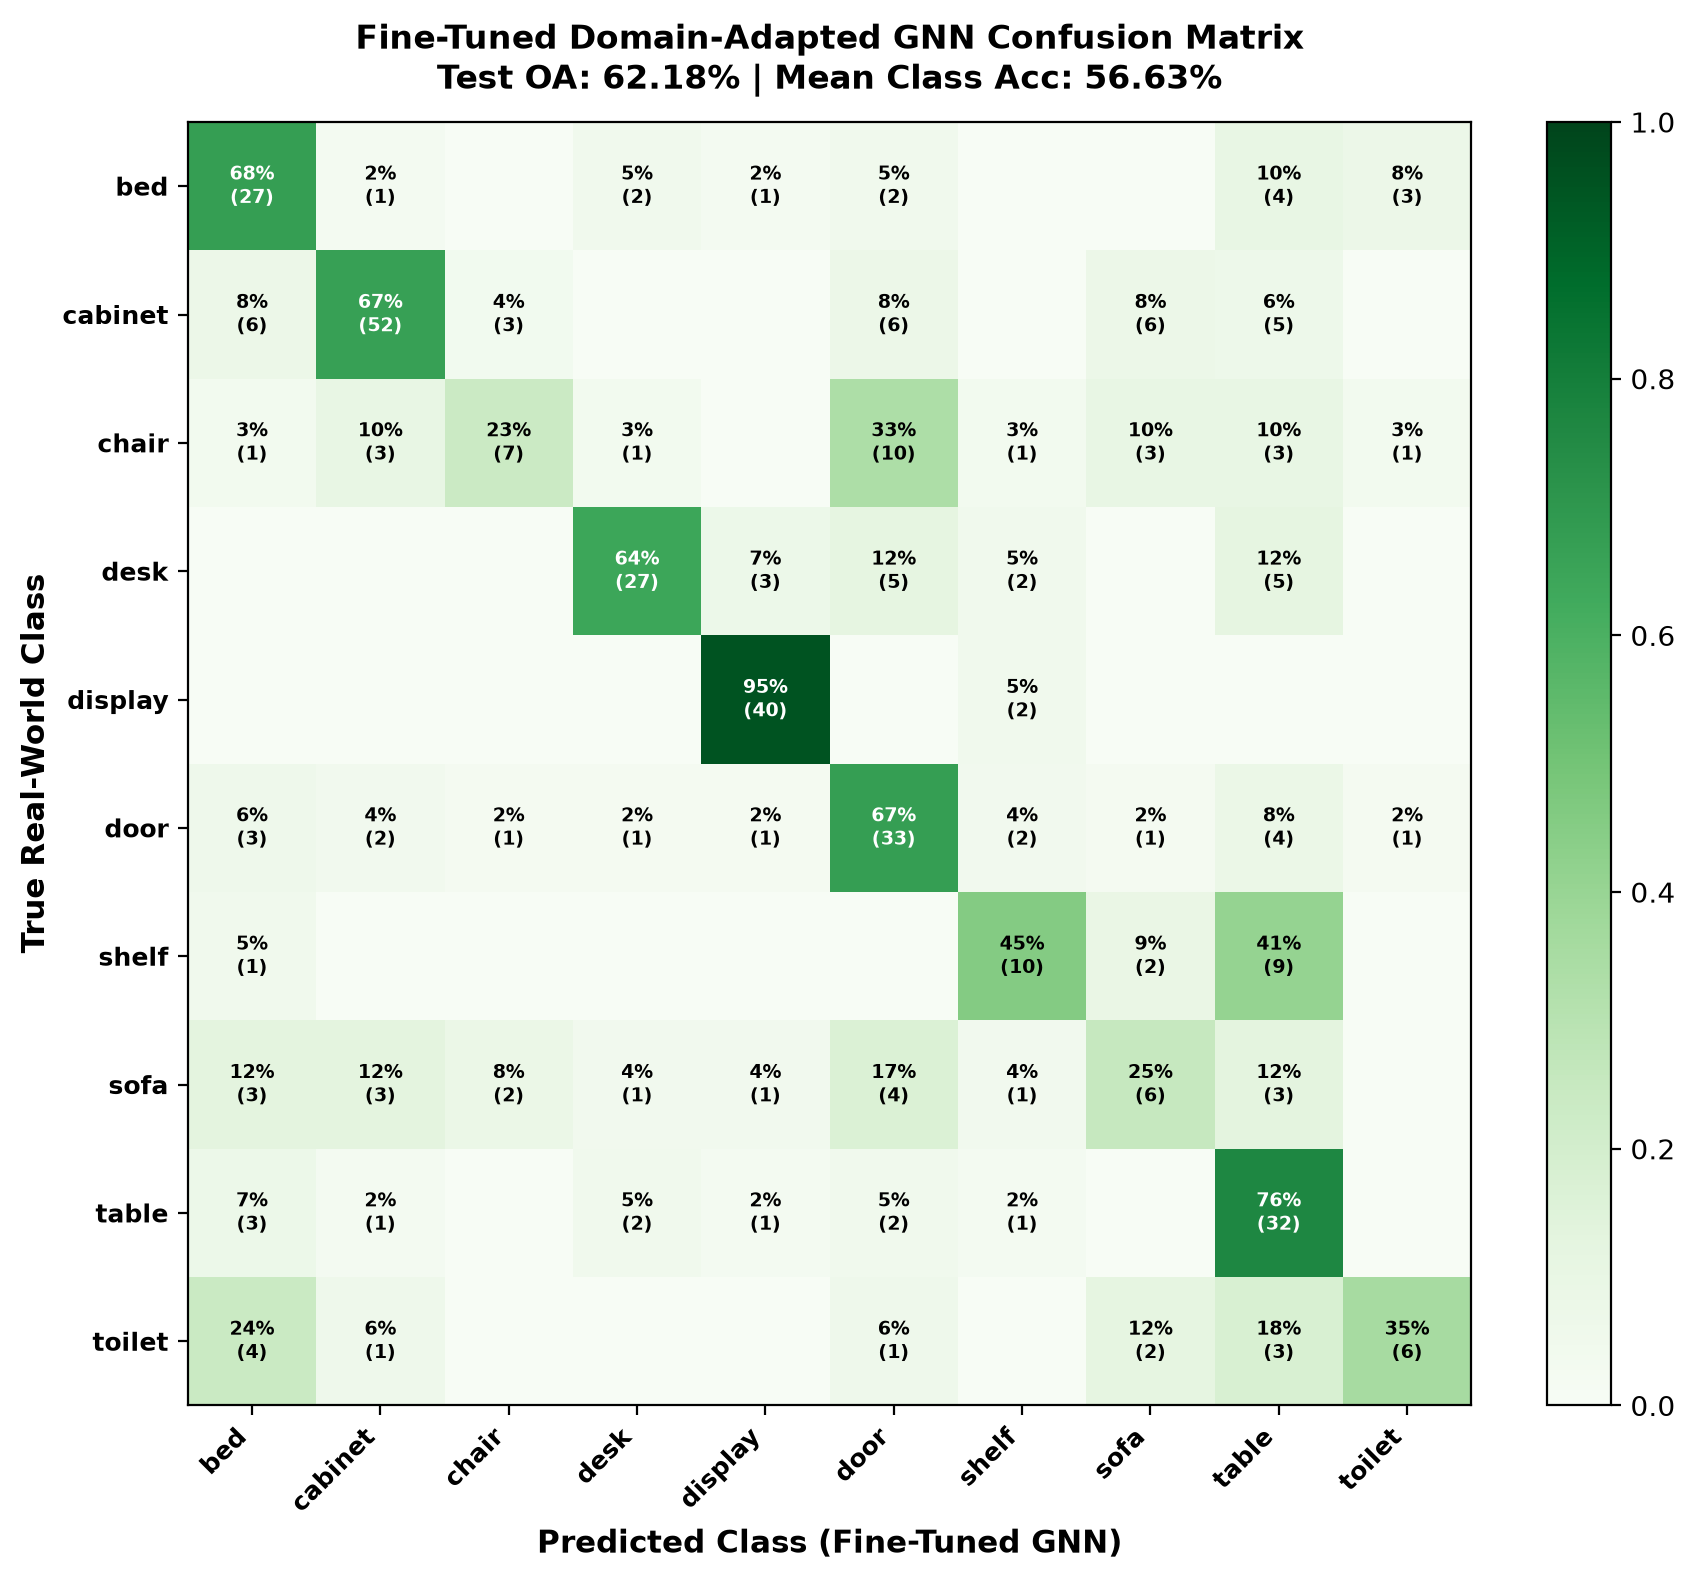 Fine-Tuned Domain-Adapted GNN Confusion Matrix
Test OA: 62.18% | Mean Class Acc: 56.63%
True Real-World Class
bed
68% 2% 5% 2% 5% 10% 8%
(27) (1) (2) (1) (2) (4) (3)
cabinet
8% 67% 4% 8% 8% 6%
(6) (52) (3) (6) (6) (5)
chair
3% 10% 23% 3% 33% 3% 10% 10% 3%
(1) (3) (7) (1) (10) (1) (3) (3) (1)
desk
64% 7% 12% 5% 12%
(27) (3) (5) (2) (5)
display
95% 5%
(40) (2)
door
6% 4% 2% 2% 2% 67% 4% 2% 8% 2%
(3) (2) (1) (1) (1) (33) (2) (1) (4) (1)
shelf
5% 45% 9% 41%
(1) (10) (2) (9)
sofa
12% 12% 8% 4% 4% 17% 4% 25% 12%
(3) (3) (2) (1) (1) (4) (1) (6) (3)
table
7% 2% 5% 2% 5% 2% 76%
(3) (1) (2) (1) (2) (1) (32)
toilet
24% 6% 6% 12% 18% 35%
(4) (1) (1) (2) (3) (6)
bed cabinet chair desk display door shelf sofa table toilet
Predicted Class (Fine-Tuned GNN)
1.0
0.8
0.6
0.4
0.2
0.0